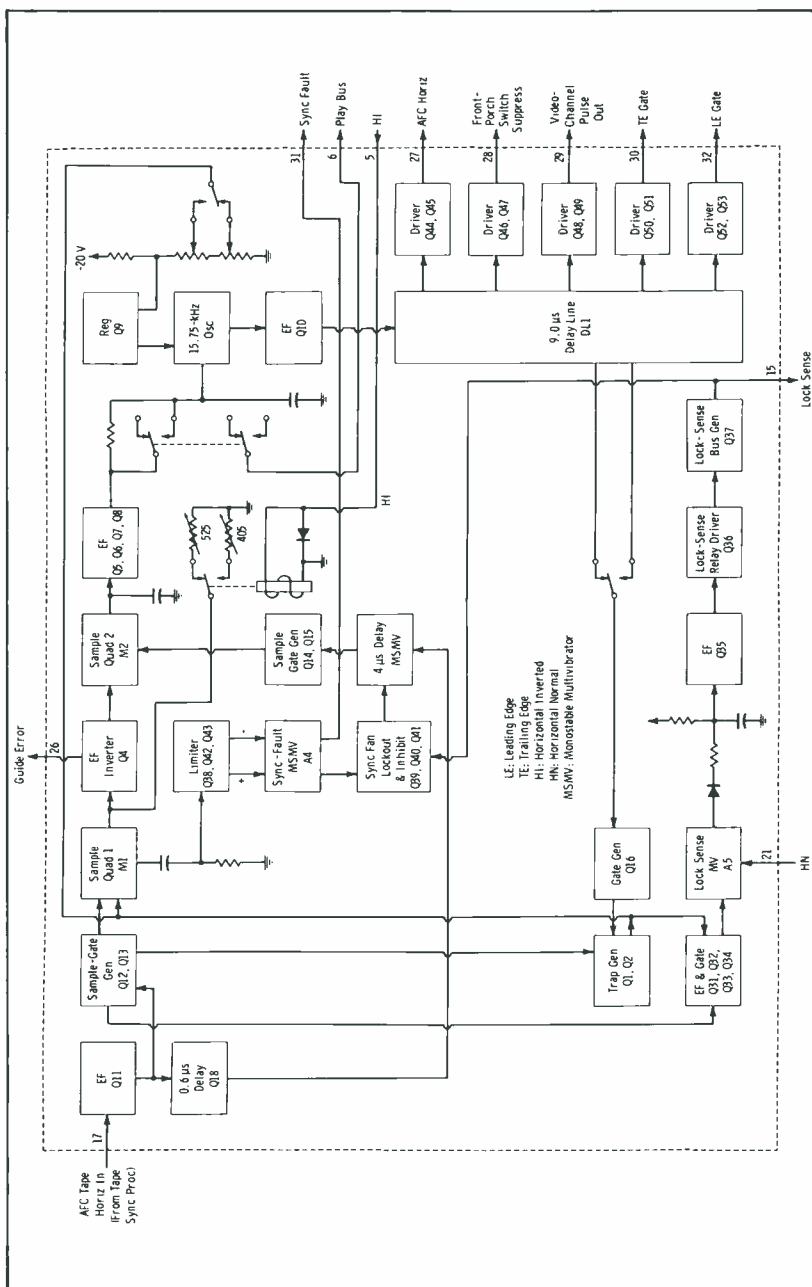 AFC Tape
Horiz In
(From Tape
Sync Proc)
17
EF
Q11
0.6 µs
Delay
Q18
Sample-Gate
Gen
Q12, Q13
Sample
Quad 1
M1
Guide Error
26
EF
Inverter
Q4
Sample
Quad 2
M2
EF
Q5, Q6, Q7, Q8
Reg
Q9
-20 V
15.75-kHz
Osc
EF
Q10
525
405
HI
Limiter
Q38, Q42, Q43
-
+
Sync-Fault
MSMV
A4
Sample
Gate Gen
Q14, Q15
4 µs Delay
MSMV
Sync Fan
Lockout
& Inhibit
Q39, Q40, Q41
31
Sync Fault
6
Play Bus
5
HI
27
AFC Horiz
28
Front-
Porch
Switch
Suppress
29
Video-
Channel
Pulse
Out
30
TE Gate
32
LE Gate
Driver
Q44, Q45
Driver
Q46, Q47
Driver
Q48, Q49
Driver
Q50, Q51
Driver
Q52, Q53
9.0 µs
Delay Line
DL1
LE: Leading Edge
TE: Trailing Edge
HI: Horizontal Inverted
HN: Horizontal Normal
MSMV: Monostable Multivibrator
Gate Gen
Q16
Trap Gen
Q1, Q2
EF & Gate
Q31, Q32,
Q33, Q34
Lock Sense
MV
A5
21
HN
EF
Q35
Lock-Sense
Relay Driver
Q36
Lock-Sense
Bus Gen
Q37
15
Lock Sense